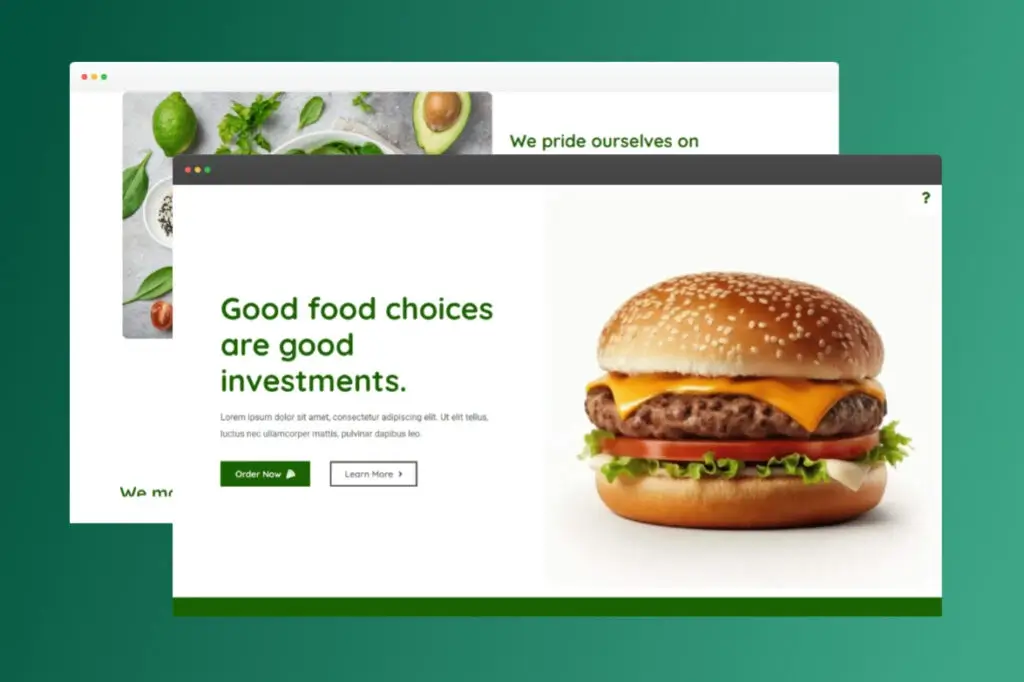 We pride ourselves on
?
Good food choices
are good
investments.
Lorem ipsum dolor sit amet, consectetur adipiscing elit. Ut elit tellus,
luctus nec ullamcorper mattis, pulvinar dapibus leo.
Order Now
Learn More
We